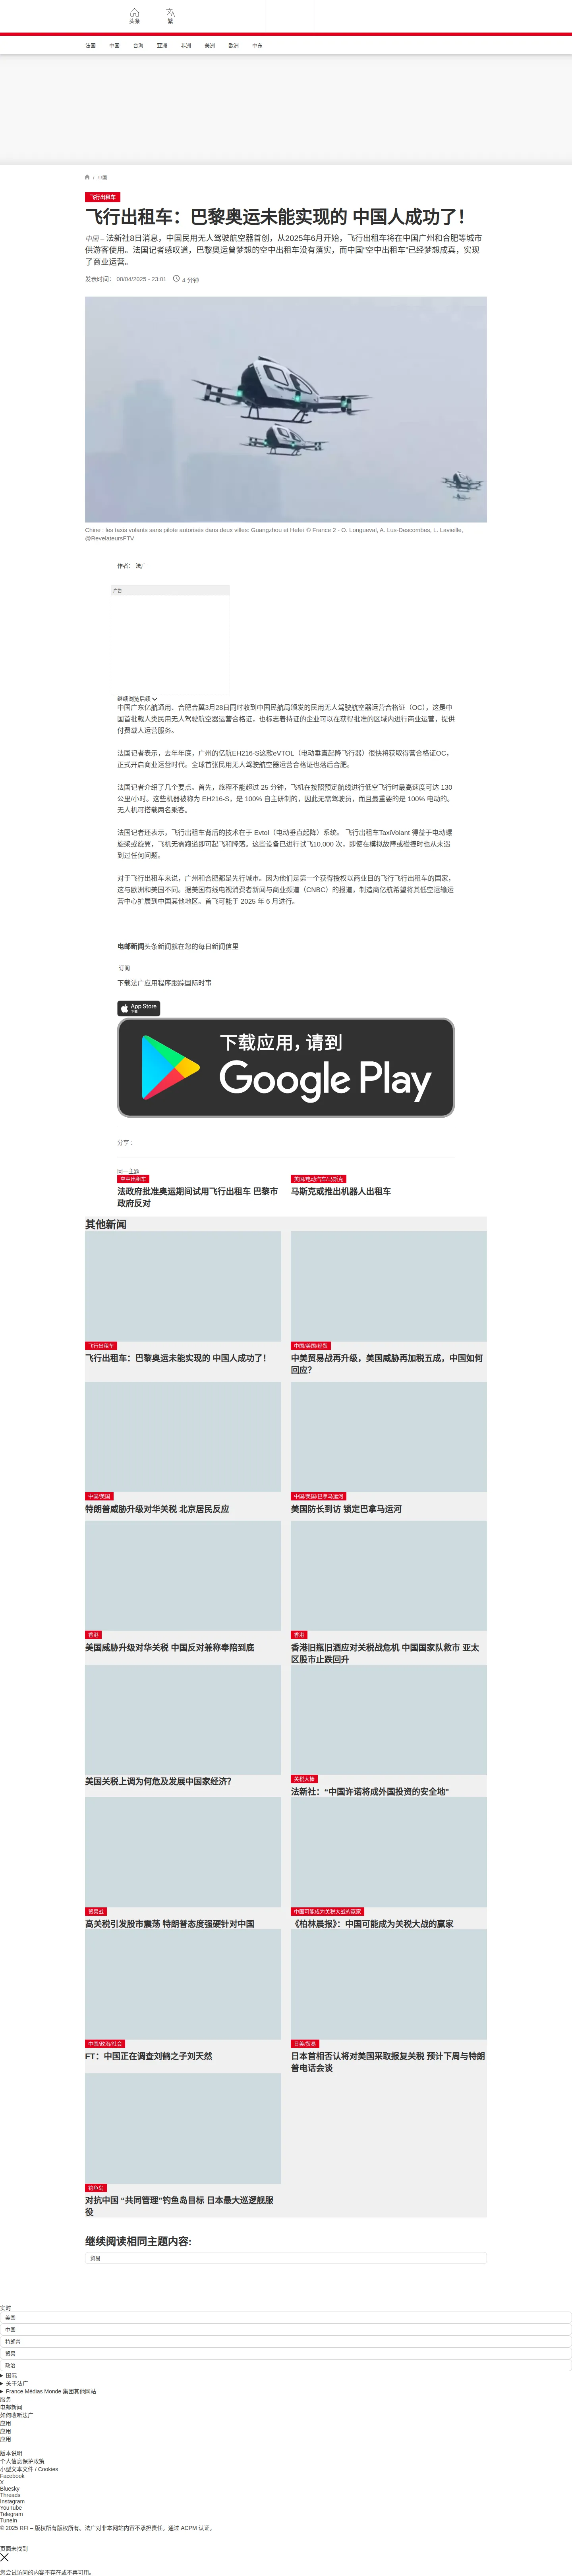 头条
繁
法国
中国
台海
亚洲
非洲
美洲
欧洲
中东
/ 中国
飞行出租车
飞行出租车：巴黎奥运未能实现的 中国人成功了！
中国 – 法新社8日消息，中国民用无人驾驶航空器首创，从2025年6月开始，飞行出租车将在中国广州和合肥等城市
供游客使用。法国记者感叹道，巴黎奥运曾梦想的空中出租车没有落实，而中国“空中出租车”已经梦想成真，实现
了商业运营。
发表时间： 08/04/2025 - 23:01
4 分钟
Chine : les taxis volants sans pilote autorisés dans deux villes: Guangzhou et Hefei © France 2 - O. Longueval, A. Lus-Descombes, L. Lavieille,
@RevelateursFTV
作者： 法广
广告
继续浏览后续
中国广东亿航通用、合肥合翼3月28日同时收到中国民航局颁发的民用无人驾驶航空器运营合格证（OC），这是中
国首批载人类民用无人驾驶航空器运营合格证，也标志着持证的企业可以在获得批准的区域内进行商业运营，提供
付费载人运营服务。
法国记者表示，去年年底，广州的亿航EH216-S这款eVTOL（电动垂直起降飞行器）很快将获取得营合格证OC，
正式开启商业运营时代。全球首张民用无人驾驶航空器运营合格证也落后合肥。
法国记者介绍了几个要点。首先，旅程不能超过 25 分钟，飞机在按照预定航线进行低空飞行时最高速度可达 130
公里/小时。这些机器被称为 EH216-S，是 100% 自主研制的，因此无需驾驶员，而且最重要的是 100% 电动的。
无人机可搭载两名乘客。
法国记者还表示，飞行出租车背后的技术在于 Evtol（电动垂直起降）系统。 飞行出租车TaxiVolant 得益于电动螺
旋桨或旋翼，飞机无需跑道即可起飞和降落。这些设备已进行试飞10,000 次，即使在模拟故障或碰撞时也从未遇
到过任何问题。
对于飞行出租车来说，广州和合肥都是先行城市。因为他们是第一个获得授权以商业目的飞行飞行出租车的国家，
这与欧洲和美国不同。据美国有线电视消费者新闻与商业频道（CNBC）的报道，制造商亿航希望将其低空运输运
营中心扩展到中国其他地区。首飞可能于 2025 年 6 月进行。
电邮新闻头条新闻就在您的每日新闻信里
订阅
下载法广应用程序跟踪国际时事
App Store
下载应用，请到
Google Play
分享 :
同一主题
空中出租车
法政府批准奥运期间试用飞行出租车 巴黎市
政府反对
美国/电动汽车/马斯克
马斯克或推出机器人出租车
其他新闻
飞行出租车
飞行出租车：巴黎奥运未能实现的 中国人成功了！
中国/美国/经贸
中美贸易战再升级，美国威胁再加税五成，中国如何
回应？
中国/美国
特朗普威胁升级对华关税 北京居民反应
中国/美国/巴拿马运河
美国防长到访 锁定巴拿马运河
香港
美国威胁升级对华关税 中国反对兼称奉陪到底
香港
香港旧瓶旧酒应对关税战危机 中国国家队救市 亚太
区股市止跌回升
美国关税上调为何危及发展中国家经济？
关税大棒
法新社：“中国许诺将成外国投资的安全地”
贸易战
高关税引发股市震荡 特朗普态度强硬针对中国
中国可能成为关税大战的赢家
《柏林晨报》：中国可能成为关税大战的赢家
中国/政治/社会
FT：中国正在调查刘鹤之子刘天然
日美/贸易
日本首相否认将对美国采取报复关税 预计下周与特朗
普电话会谈
钓鱼岛
对抗中国 “共同管理”钓鱼岛目标 日本最大巡逻舰服
役
继续阅读相同主题内容:
贸易
实时
美国
中国
特朗普
贸易
政治
国际
关于法广
France Médias Monde 集团其他网站
服务
电邮新闻
如何收听法广
应用
应用
应用
版本说明
个人信息保护政策
小型文本文件 / Cookies
Facebook
X
Bluesky
Threads
Instagram
YouTube
Telegram
TuneIn
© 2025 RFI – 版权所有版权所有。法广对非本网站内容不承担责任。通过 ACPM 认证。
页面未找到
您尝试访问的内容不存在或不再可用。